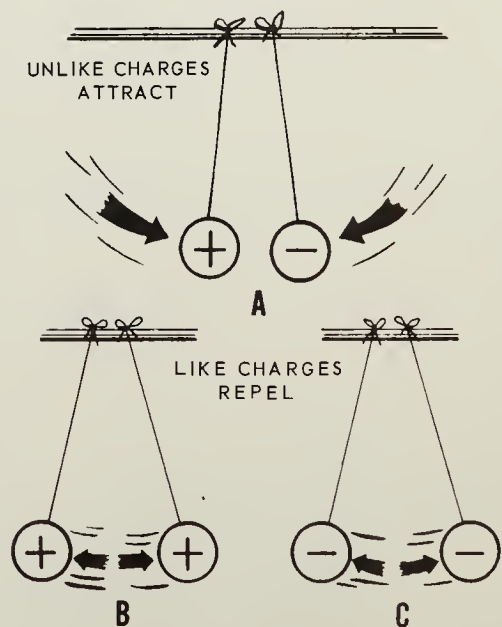 UNLIKE CHARGES
ATTRACT
+ −
A
LIKE CHARGES
REPEL
+ + − −
B C